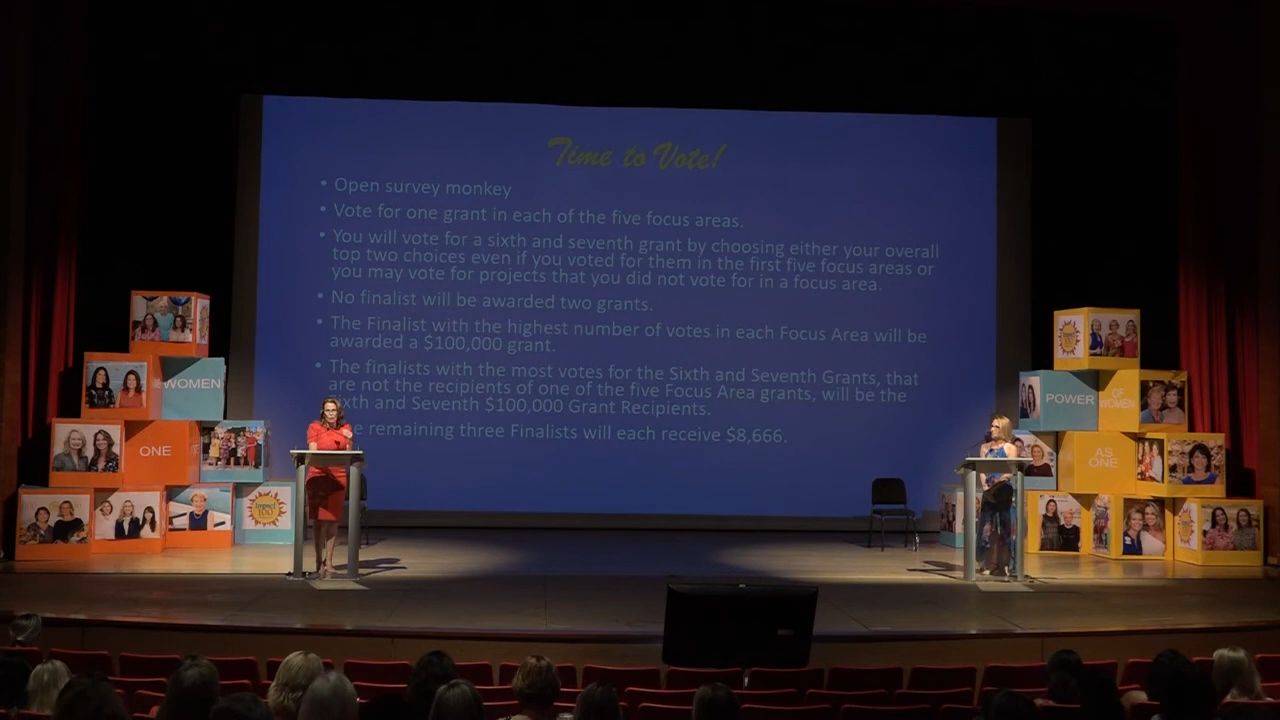 Time to Vote!
• Open survey monkey
• Vote for one grant in each of the five focus areas.
• You will vote for a sixth and seventh grant by choosing either your overall
top two choices even if you voted for them in the first five focus areas or
you may vote for projects that you did not vote for in a focus area.
• No finalist will be awarded two grants.
• The Finalist with the highest number of votes in each Focus Area will be
awarded a $100,000 grant.
• The finalists with the most votes for the Sixth and Seventh Grants, that
are not the recipients of one of the five Focus Area grants, will be the
ixth and Seventh $100,000 Grant Recipients.
e remaining three Finalists will each receive $8,666.
WOMEN
ONE
Impact
100
POWER
OF
WOMEN
AS
ONE